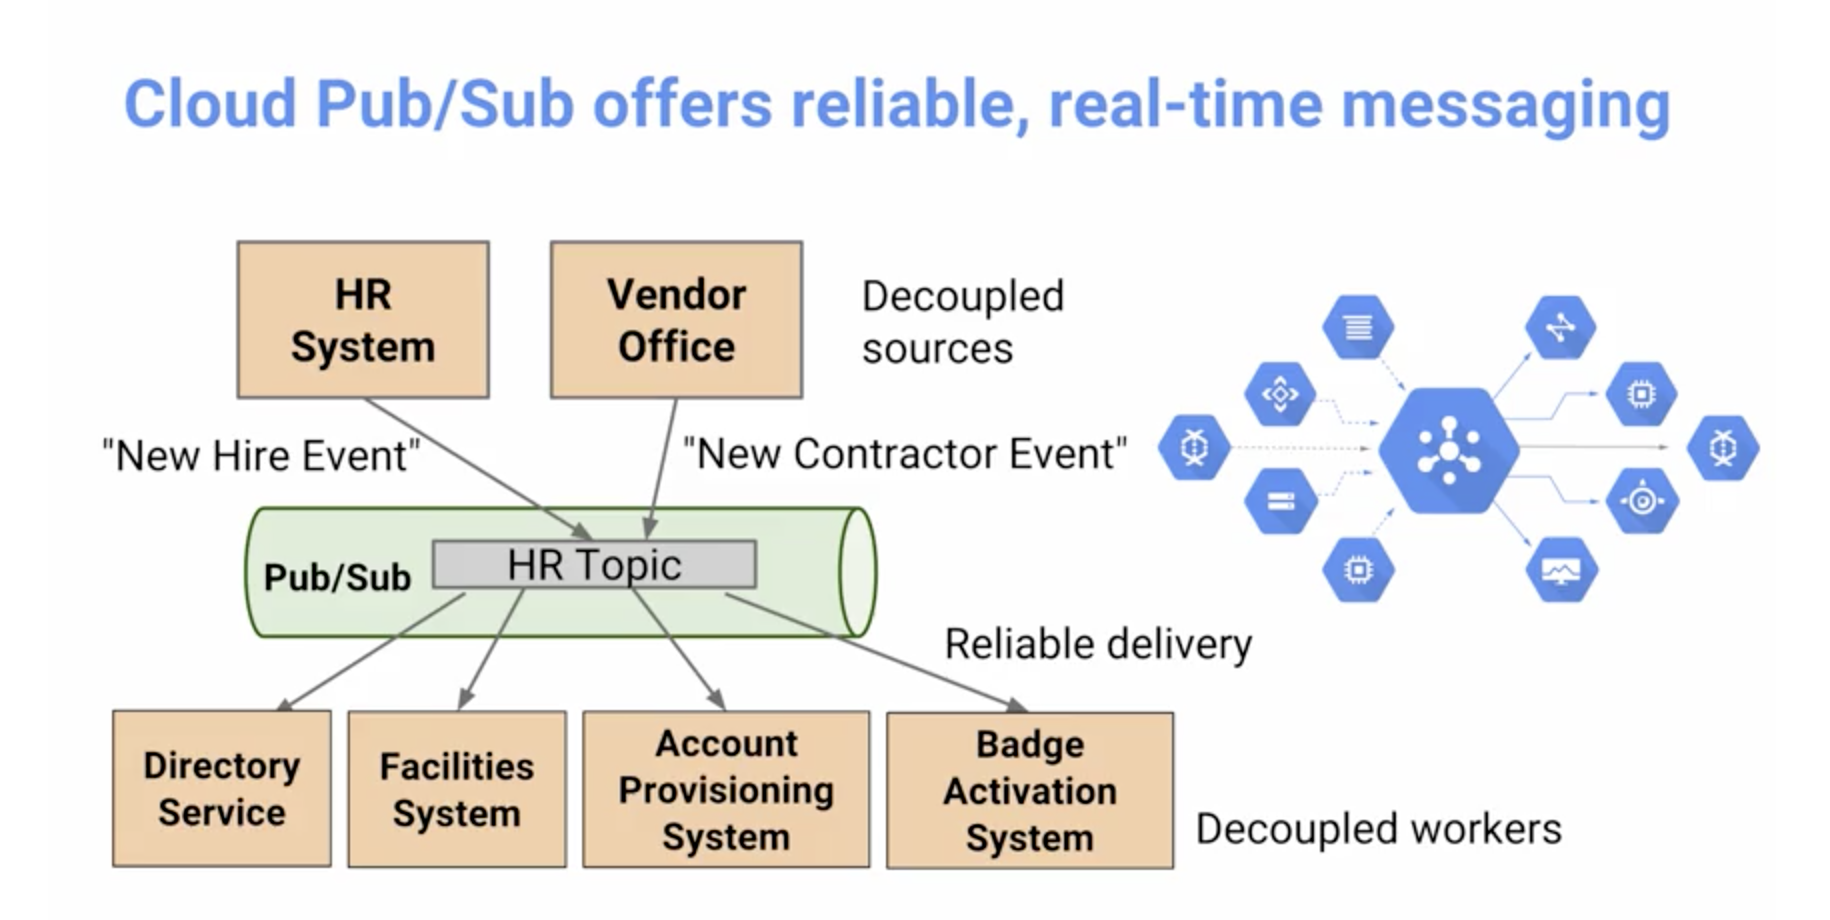 Cloud Pub/Sub offers reliable, real-time messaging
HR
System
Vendor
Office
Decoupled
sources
"New Hire Event"
"New Contractor Event"
Pub/Sub
HR Topic
Reliable delivery
Directory
Service
Facilities
System
Account
Provisioning
System
Badge
Activation
System
Decoupled workers